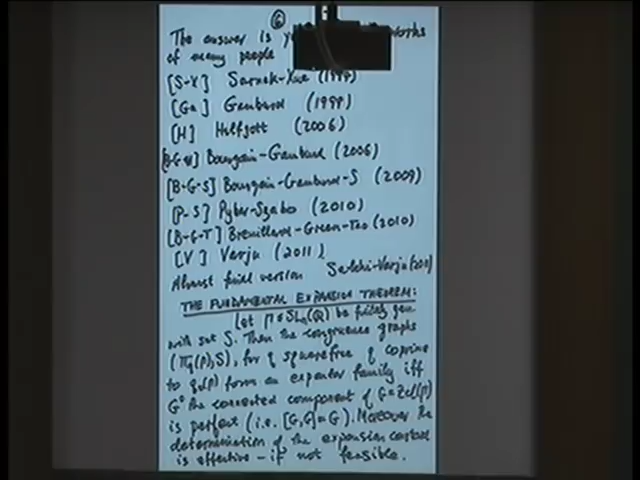 6
The answer is works
of many people
[S-X] Sarnak-Xue (1991)
[Ga] Gamburd (1999)
[H] Helfgott (2006)
Bourgain-Gamburd (2006)
[B-G-S] Bourgain-Gamburd-S (2009)
[P-S] Pyber-Szabo (2010)
[B-G-T] Breuillard-Green-Tao (2010)
[V] Varju (2011)
Almost final version Salehi-Varju (2011)
THE FUNDAMENTAL EXPANSION THEOREM:
Let Γ ≤ SLn(Q) be finitely gen
with set S. Then the congruence graphs
(πq(Γ), S), for q squarefree q coprime
to q0(Γ) form an expander family iff
G° the connected component of G = Zcl(Γ)
is perfect (i.e. [G,G]=G). Moreover the
determination of the expansion constant
is effective - if not feasible.